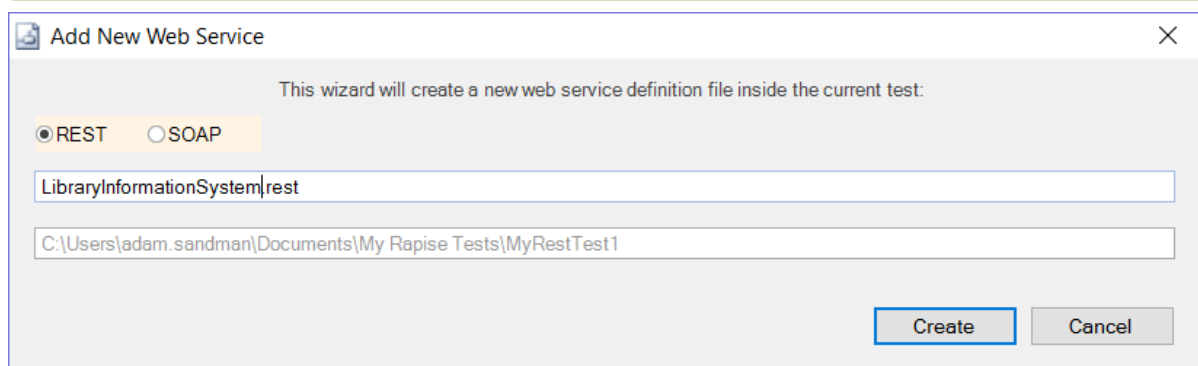 Add New Web Service
This wizard will create a new web service definition file inside the current test:
REST SOAP
LibraryInformationSystem.rest
C:\Users\adam.sandman\Documents\My Rapise Tests\MyRestTest1
Create Cancel